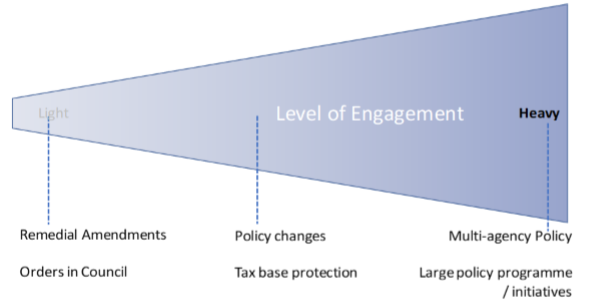 Light Level of Engagement Heavy
Remedial Amendments Policy changes Multi-agency Policy
Orders in Council Tax base protection Large policy programme
/ initiatives